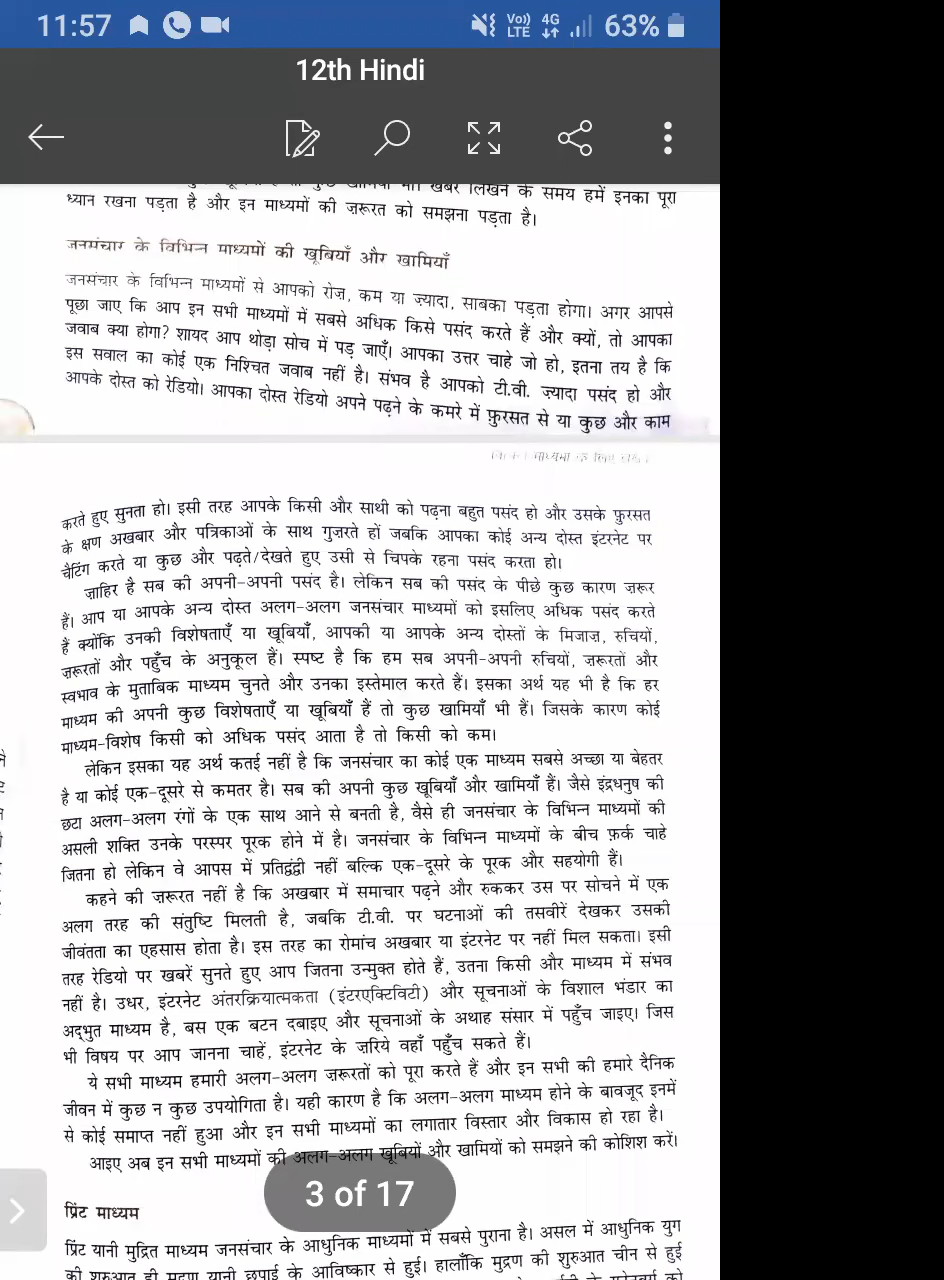 11:57
Vo)) LTE 4G 63%
12th Hindi
खबर लिखने के समय हमें इनका पूरा
ध्यान रखना पड़ता है और इन माध्यमों की ज़रूरत को समझना पड़ता है।
जनसंचार के विभिन्न माध्यमों की खूबियाँ और खामियाँ
जनसंचार के विभिन्न माध्यमों से आपको रोज़, कम या ज़्यादा, साबका पड़ता होगा। अगर आपसे
पूछा जाए कि आप इन सभी माध्यमों में सबसे अधिक किसे पसंद करते हैं और क्यों, तो आपका
जवाब क्या होगा? शायद आप थोड़ा सोच में पड़ जाएँ। आपका उत्तर चाहे जो हो, इतना तय है कि
इस सवाल का कोई एक निश्चित जवाब नहीं है। संभव है आपको टी.वी. ज़्यादा पसंद हो और
आपके दोस्त को रेडियो। आपका दोस्त रेडियो अपने पढ़ने के कमरे में फ़ुरसत से या कुछ और काम
करते हुए सुनता हो। इसी तरह आपके किसी और साथी को पढ़ना बहुत पसंद हो और उसके फ़ुरसत
के क्षण अखबार और पत्रिकाओं के साथ गुज़रते हों जबकि आपका कोई अन्य दोस्त इंटरनेट पर
चैटिंग करते या कुछ और पढ़ते/देखते हुए उसी से चिपके रहना पसंद करता हो।
ज़ाहिर है सब की अपनी-अपनी पसंद है। लेकिन सब की पसंद के पीछे कुछ कारण ज़रूर
हैं। आप या आपके अन्य दोस्त अलग-अलग जनसंचार माध्यमों को इसलिए अधिक पसंद करते
हैं क्योंकि उनकी विशेषताएँ या खूबियाँ, आपकी या आपके अन्य दोस्तों के मिजाज़, रुचियों,
ज़रूरतों और पहुँच के अनुकूल हैं। स्पष्ट है कि हम सब अपनी-अपनी रुचियों, ज़रूरतों और
स्वभाव के मुताबिक माध्यम चुनते और उनका इस्तेमाल करते हैं। इसका अर्थ यह भी है कि हर
माध्यम की अपनी कुछ विशेषताएँ या खूबियाँ हैं तो कुछ खामियाँ भी हैं। जिसके कारण कोई
माध्यम-विशेष किसी को अधिक पसंद आता है तो किसी को कम।
लेकिन इसका यह अर्थ कतई नहीं है कि जनसंचार का कोई एक माध्यम सबसे अच्छा या बेहतर
है या कोई एक-दूसरे से कमतर है। सब की अपनी कुछ खूबियाँ और खामियाँ हैं। जैसे इंद्रधनुष की
छटा अलग-अलग रंगों के एक साथ आने से बनती है, वैसे ही जनसंचार के विभिन्न माध्यमों की
असली शक्ति उनके परस्पर पूरक होने में है। जनसंचार के विभिन्न माध्यमों के बीच फ़र्क चाहे
जितना हो लेकिन वे आपस में प्रतिद्वंद्वी नहीं बल्कि एक-दूसरे के पूरक और सहयोगी हैं।
कहने की ज़रूरत नहीं है कि अखबार में समाचार पढ़ने और रुककर उस पर सोचने में एक
अलग तरह की संतुष्टि मिलती है, जबकि टी.वी. पर घटनाओं की तसवीरें देखकर उसकी
जीवंतता का एहसास होता है। इस तरह का रोमांच अखबार या इंटरनेट पर नहीं मिल सकता। इसी
तरह रेडियो पर खबरें सुनते हुए आप जितना उन्मुक्त होते हैं, उतना किसी और माध्यम में संभव
नहीं है। उधर, इंटरनेट अंतरक्रियात्मकता (इंटरएक्टिविटी) और सूचनाओं के विशाल भंडार का
अद्भुत माध्यम है, बस एक बटन दबाइए और सूचनाओं के अथाह संसार में पहुँच जाइए। जिस
भी विषय पर आप जानना चाहें, इंटरनेट के ज़रिये वहाँ पहुँच सकते हैं।
ये सभी माध्यम हमारी अलग-अलग ज़रूरतों को पूरा करते हैं और इन सभी की हमारे दैनिक
जीवन में कुछ न कुछ उपयोगिता है। यही कारण है कि अलग-अलग माध्यम होने के बावजूद इनमें
से कोई समाप्त नहीं हुआ और इन सभी माध्यमों का लगातार विस्तार और विकास हो रहा है।
आइए अब इन सभी माध्यमों की अलग-अलग खूबियों और खामियों को समझने की कोशिश करें।
3 of 17
प्रिंट माध्यम
प्रिंट यानी मुद्रित माध्यम जनसंचार के आधुनिक माध्यमों में सबसे पुराना है। असल में आधुनिक युग
की शुरुआत ही मुद्रण यानी छपाई के आविष्कार से हुई। हालाँकि मुद्रण की शुरुआत चीन से हुई